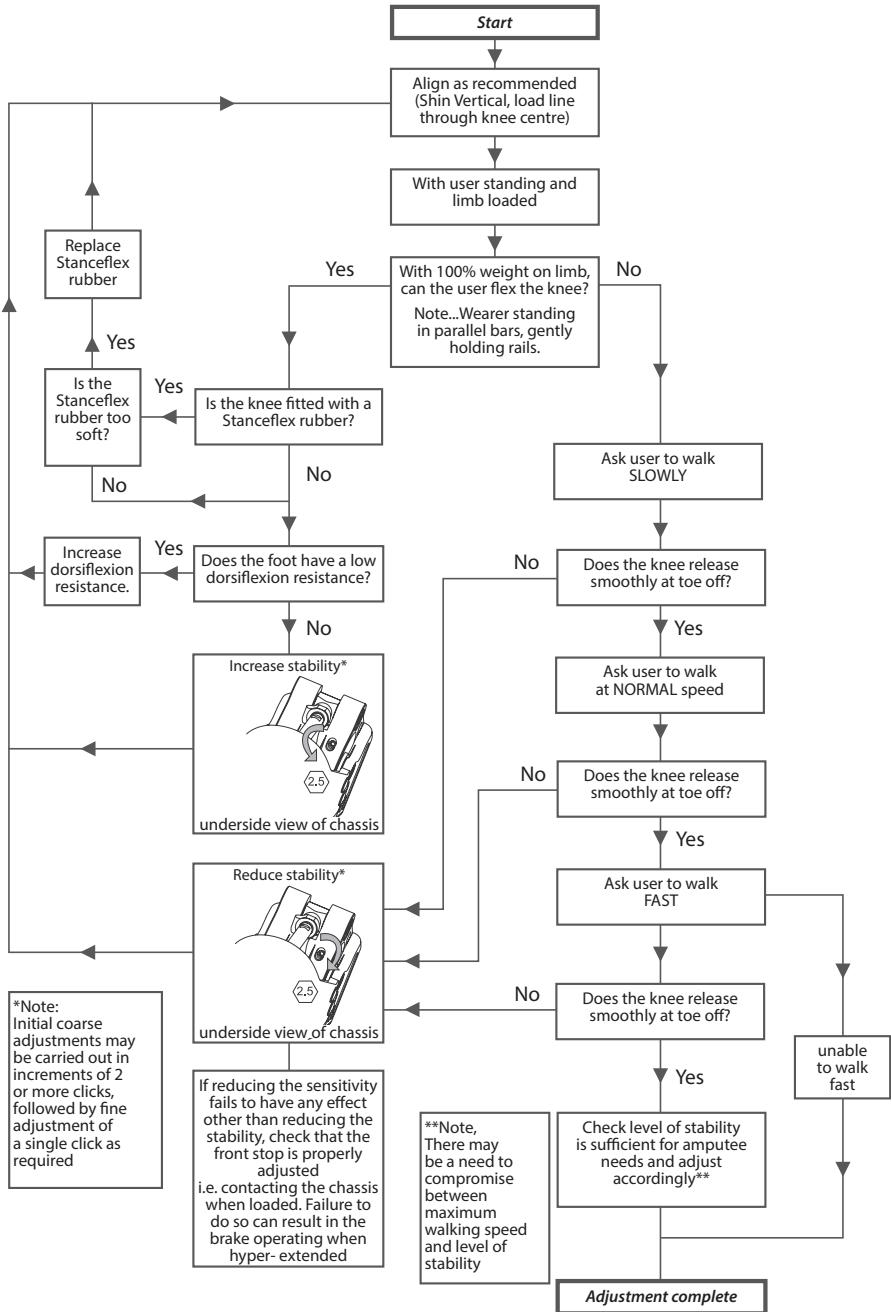 Start
Align as recommended
(Shin Vertical, load line
through knee centre)
With user standing and
limb loaded
With 100% weight on limb,
can the user flex the knee?
Note...Wearer standing
in parallel bars, gently
holding rails.
Yes
No
Replace
Stanceflex
rubber
Yes
Is the
Stanceflex
rubber too
soft?
Yes
Is the knee fitted with a
Stanceflex rubber?
No
No
Increase
dorsiflexion
resistance.
Yes
Does the foot have a low
dorsiflexion resistance?
No
Increase stability*
2.5
underside view of chassis
Ask user to walk
SLOWLY
Does the knee release
smoothly at toe off?
No
Yes
Ask user to walk
at NORMAL speed
Does the knee release
smoothly at toe off?
No
Yes
Ask user to walk
FAST
Reduce stability*
2.5
underside view of chassis
Does the knee release
smoothly at toe off?
No
Yes
unable
to walk
fast
*Note:
Initial coarse
adjustments may
be carried out in
increments of 2
or more clicks,
followed by fine
adjustment of
a single click as
required
If reducing the sensitivity
fails to have any effect
other than reducing the
stability, check that the
front stop is properly
adjusted
i.e. contacting the chassis
when loaded. Failure to
do so can result in the
brake operating when
hyper- extended
**Note,
There may
be a need to
compromise
between
maximum
walking speed
and level of
stability
Check level of stability
is sufficient for amputee
needs and adjust
accordingly**
Adjustment complete